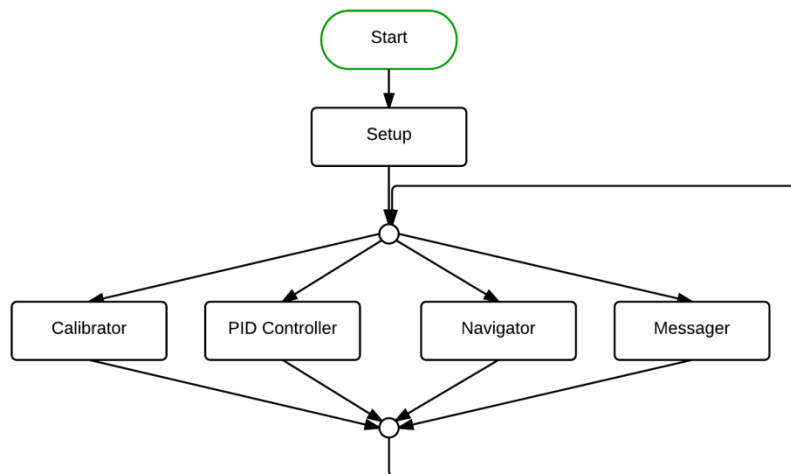 Start
Setup
Calibrator
PID Controller
Navigator
Messager